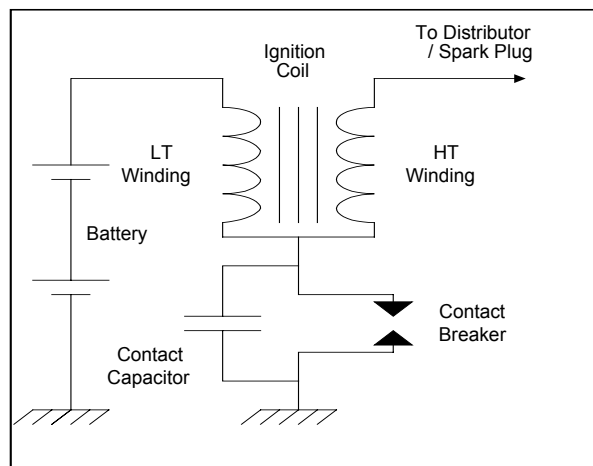 To Distributor
/ Spark Plug
Ignition
Coil
LT
Winding
HT
Winding
Battery
Contact
Breaker
Contact
Capacitor